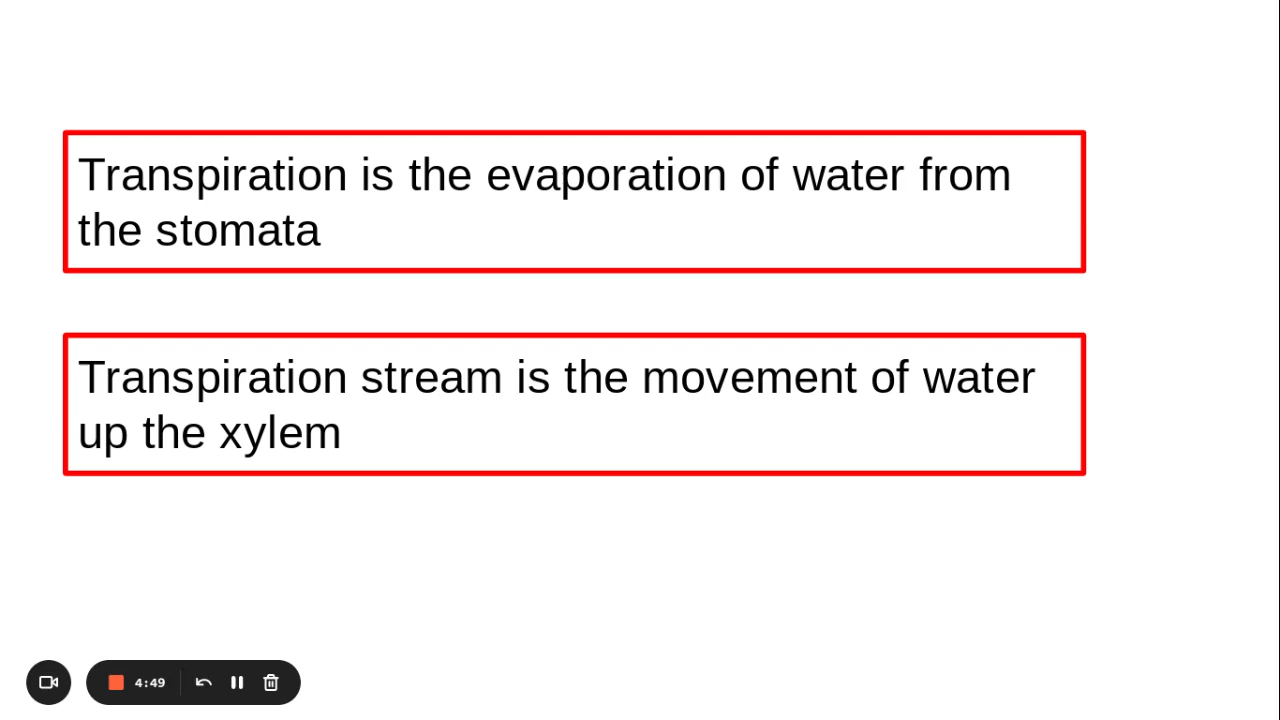 Transpiration is the evaporation of water from
the stomata
Transpiration stream is the movement of water
up the xylem
4:49